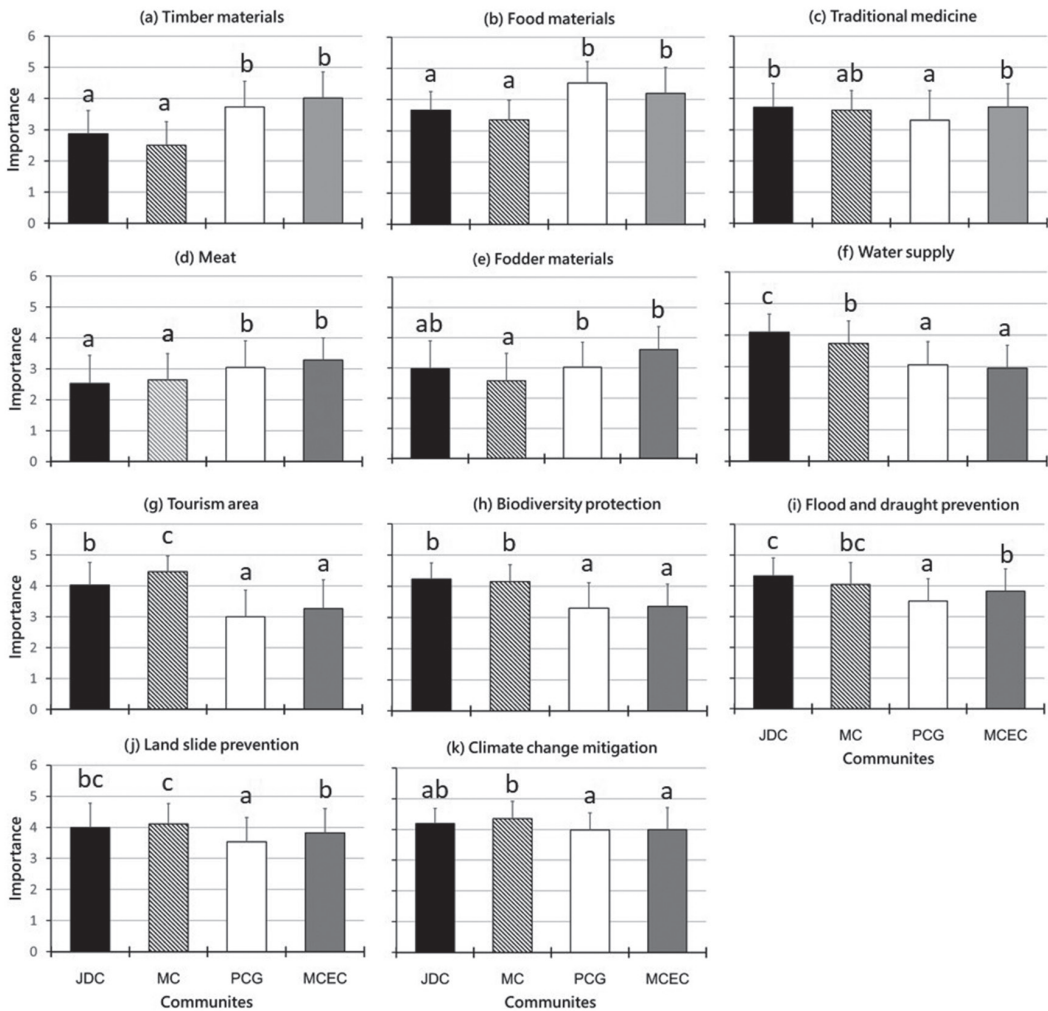 (a) Timber materials
(b) Food materials
(c) Traditional medicine
Importance
6
5
4
3
2
1
0
a a b b
a a b b
b ab a b
(d) Meat
(e) Fodder materials
(f) Water supply
Importance
6
5
4
3
2
1
0
a a b b
ab a b b
c b a a
(g) Tourism area
(h) Biodiversity protection
(i) Flood and draught prevention
Importance
6
5
4
3
2
1
0
b c a a
b b a a
c bc a b
JDC MC PCG MCEC
Communites
(j) Land slide prevention
(k) Climate change mitigation
Importance
6
5
4
3
2
1
0
bc c a b
ab b a a
JDC MC PCG MCEC
Communites
JDC MC PCG MCEC
Communites